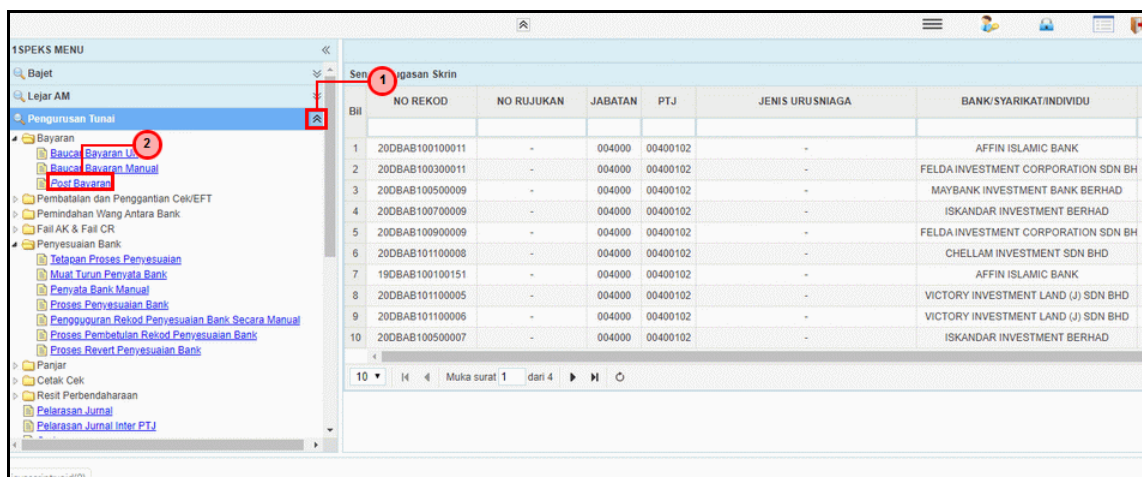 1SPEKS MENU
Bajet
Lejar AM
Pengurusan Tunai
1
2
Bayaran
Baucar Bayaran
Baucar Bayaran Manual
Post Bayaran
Pembatalan dan Penggantian Cek/EFT
Pemindahan Wang Antara Bank
Fail AK & Fail CR
Penyesuaian Bank
Tetapan Proses Penyesuaian
Muat Turun Penyata Bank
Penyata Bank Manual
Proses Penyesuaian Bank
Pengguguran Rekod Penyesuaian Bank Secara Manual
Proses Pembetulan Rekod Penyesuaian Bank
Proses Revert Penyesuaian Bank
Panjar
Cetak Cek
Resit Perbendaharaan
Pelarasan Jurnal
Pelarasan Jurnal Inter PTJ
Skrin
Bil NO REKOD NO RUJUKAN JABATAN PTJ JENIS URUSNIAGA BANK/SYARIKAT/INDIVIDU
1 20DBAB100100011 - 004000 00400102 - AFFIN ISLAMIC BANK
2 20DBAB100300011 - 004000 00400102 - FELDA INVESTMENT CORPORATION SDN BH
3 20DBAB100500009 - 004000 00400102 - MAYBANK INVESTMENT BANK BERHAD
4 20DBAB100700009 - 004000 00400102 - ISKANDAR INVESTMENT BERHAD
5 20DBAB100900009 - 004000 00400102 - FELDA INVESTMENT CORPORATION SDN BH
6 20DBAB101100008 - 004000 00400102 - CHELLAM INVESTMENT SDN BHD
7 19DBAB100100151 - 004000 00400102 - AFFIN ISLAMIC BANK
8 20DBAB101100005 - 004000 00400102 - VICTORY INVESTMENT LAND (J) SDN BHD
9 20DBAB101100006 - 004000 00400102 - VICTORY INVESTMENT LAND (J) SDN BHD
10 20DBAB100500007 - 004000 00400102 - ISKANDAR INVESTMENT BERHAD
10 Muka surat 1 dari 4